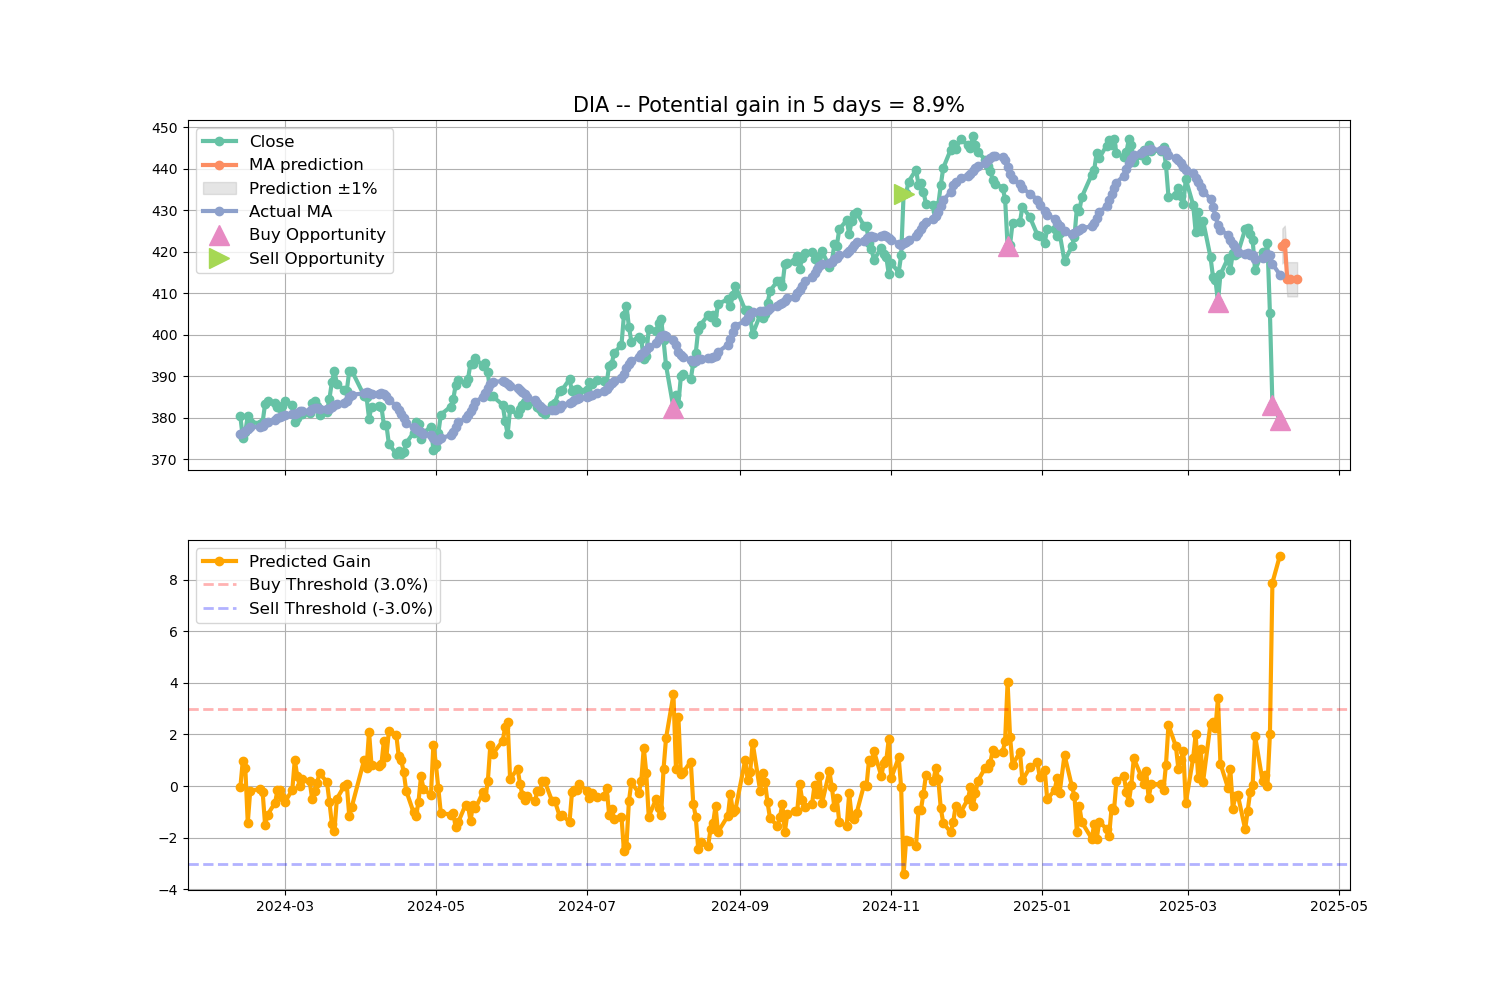 DIA -- Potential gain in 5 days = 8.9%
450
440
430
420
410
400
390
380
370
Close
MA prediction
Prediction ±1%
Actual MA
Buy Opportunity
Sell Opportunity
8
6
4
2
0
−2
−4
Predicted Gain
Buy Threshold (3.0%)
Sell Threshold (-3.0%)
2024-03
2024-05
2024-07
2024-09
2024-11
2025-01
2025-03
2025-05